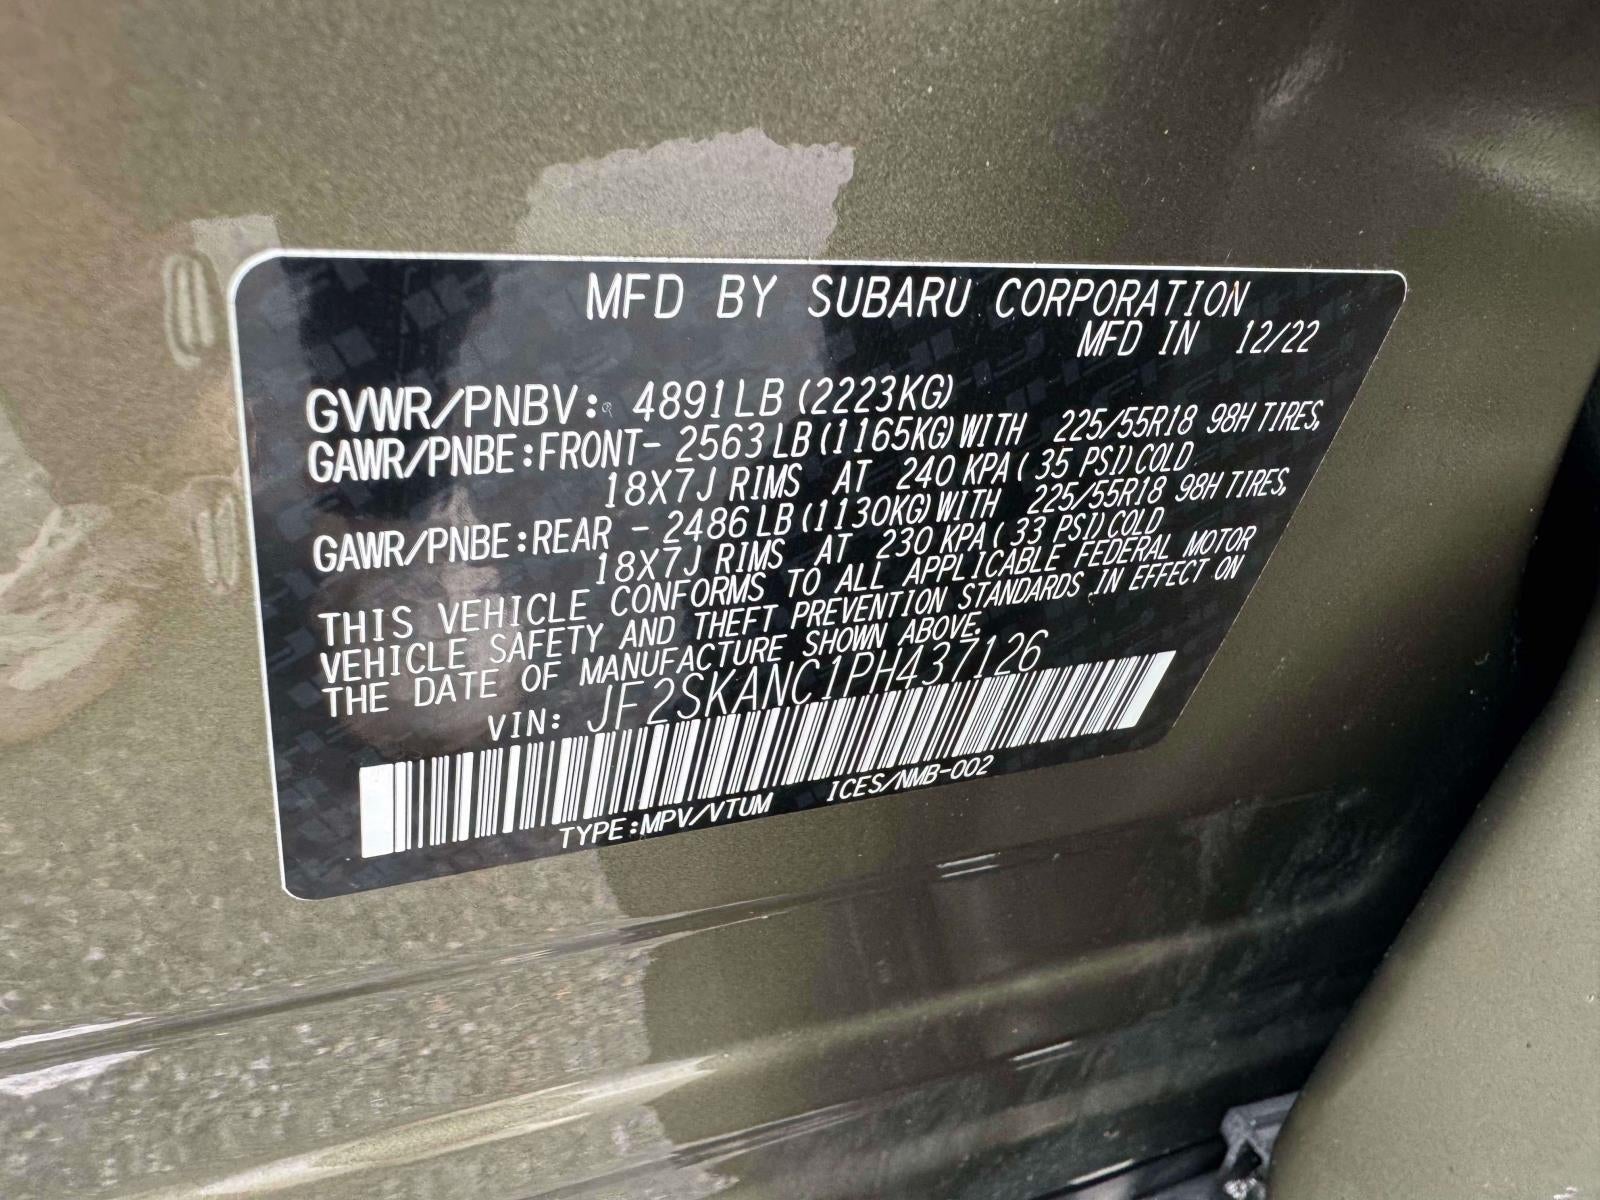 MFD BY SUBARU CORPORATION
MFD IN 12/22
GVWR/PNBV: 4891LB (2223KG)
GAWR/PNBE:FRONT- 2563 LB (1165KG) WITH 225/55R18 98H TIRES,
18X7J RIMS AT 240 KPA ( 35 PSI) COLD
GAWR/PNBE:REAR - 2486 LB (1130KG) WITH 225/55R18 98H TIRES,
18X7J RIMS AT 230 KPA ( 33 PSI) COLD
THIS VEHICLE CONFORMS TO ALL APPLICABLE FEDERAL MOTOR
VEHICLE SAFETY AND THEFT PREVENTION STANDARDS IN EFFECT ON
THE DATE OF MANUFACTURE SHOWN ABOVE.
VIN: JF2SKANC1PH437126
TYPE:MPV/VTUM ICES/NMB-002